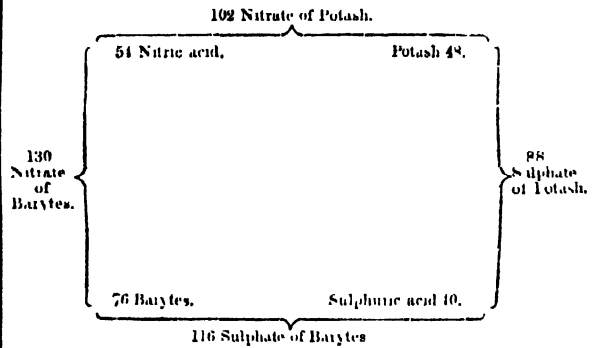 102 Nitrate of Potash.
54 Nitric acid. Potash 48.
130
Nitrate
of
Barytes.
88
Sulphate
of Potash.
76 Barytes. Sulphuric acid 40.
116 Sulphate of Barytes